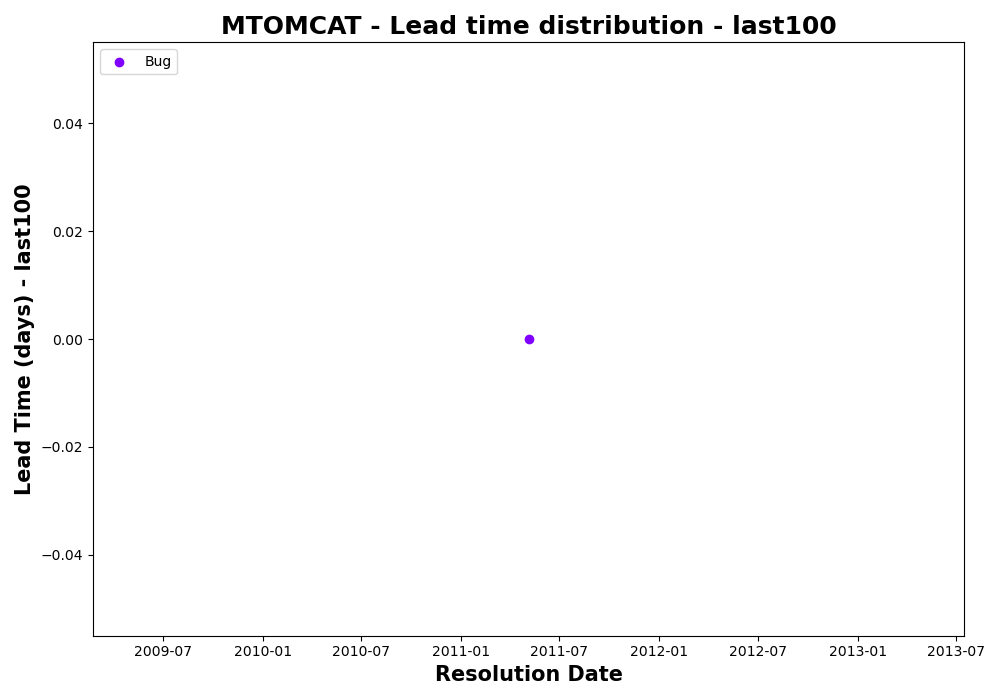 MTOMCAT - Lead time distribution - last100
Bug
Lead Time (days) - last100
0.04
0.02
0.00
−0.02
−0.04
2009-07 2010-01 2010-07 2011-01 2011-07 2012-01 2012-07 2013-01 2013-07
Resolution Date